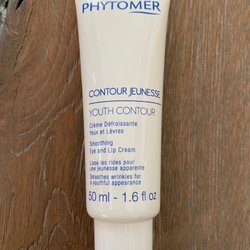 PHYTOMER
CONTOUR JEUNESSE
YOUTH CONTOUR
Crème Défroissante
Yeux et Lèvres
Smoothing
Eye and Lip Cream
Lisse les rides pour
une jeunesse apparente
Smoothes wrinkles for
a youthful appearance
50 ml - 1.6 fl oz